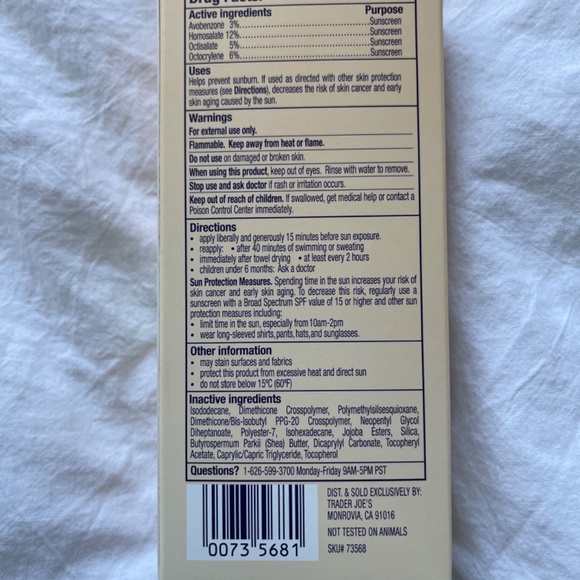 Drug Facts
Active ingredients Purpose
Avobenzone 3%............................................Sunscreen
Homosalate 12%..........................................Sunscreen
Octisalate 5%............................................Sunscreen
Octocrylene 6%...........................................Sunscreen
Uses
Helps prevent sunburn. If used as directed with other skin protection
measures (see Directions), decreases the risk of skin cancer and early
skin aging caused by the sun.
Warnings
For external use only.
Flammable. Keep away from heat or flame.
Do not use on damaged or broken skin.
When using this product, keep out of eyes. Rinse with water to remove.
Stop use and ask doctor if rash or irritation occurs.
Keep out of reach of children. If swallowed, get medical help or contact a
Poison Control Center immediately.
Directions
• apply liberally and generously 15 minutes before sun exposure.
• reapply: • after 40 minutes of swimming or sweating
• immediately after towel drying • at least every 2 hours
• children under 6 months: Ask a doctor
Sun Protection Measures. Spending time in the sun increases your risk of
skin cancer and early skin aging. To decrease this risk, regularly use a
sunscreen with a Broad Spectrum SPF value of 15 or higher and other sun
protection measures including:
• limit time in the sun, especially from 10am-2pm
• wear long-sleeved shirts, pants, hats, and sunglasses.
Other information
• may stain surfaces and fabrics
• protect this product from excessive heat and direct sun
• do not store below 15ºC (60ºF)
Inactive ingredients
Isododecane, Dimethicone Crosspolymer, Polymethylsilsesquioxane,
Dimethicone/Bis-Isobutyl PPG-20 Crosspolymer, Neopentyl Glycol
Diheptanoate, Polyester-7, Isohexadecane, Jojoba Esters, Silica,
Butyrospermum Parkii (Shea) Butter, Dicaprylyl Carbonate, Tocopheryl
Acetate, Caprylic/Capric Triglyceride, Tocopherol
Questions? 1-626-599-3700 Monday-Friday 9AM-5PM PST
0073 5681
DIST. & SOLD EXCLUSIVELY BY:
TRADER JOE'S
MONROVIA, CA 91016
NOT TESTED ON ANIMALS
SKU# 73568